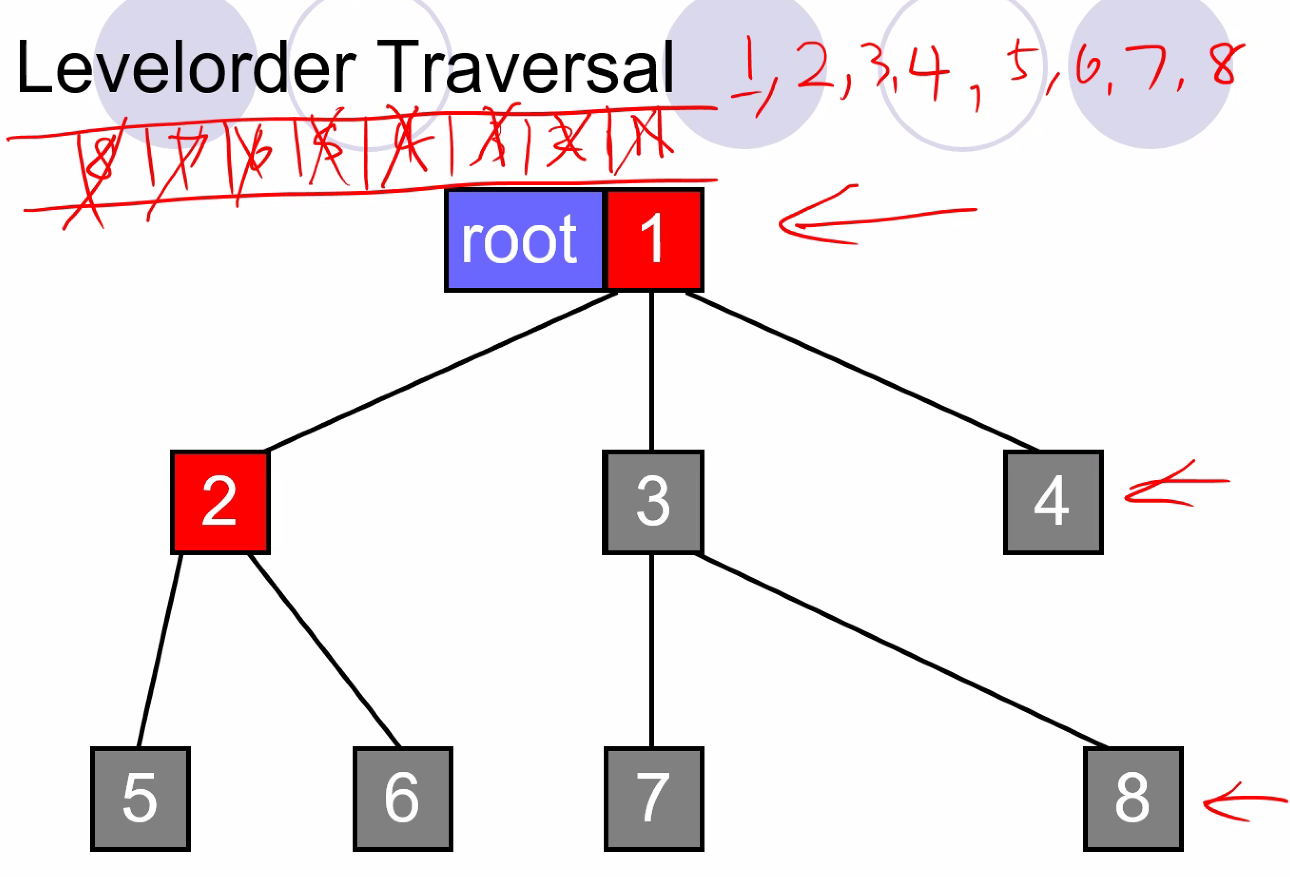 Levelorder Traversal 1, 2, 3, 4, 5, 6, 7, 8
8 7 6 5 4 3 2 1
root 1
2 3 4
5 6 7 8